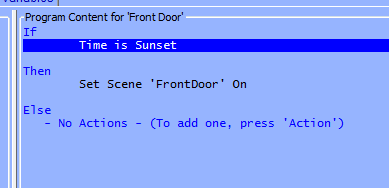 Program Content for 'Front Door'
If
Time is Sunset
Then
Set Scene 'FrontDoor' On
Else
- No Actions - (To add one, press 'Action')